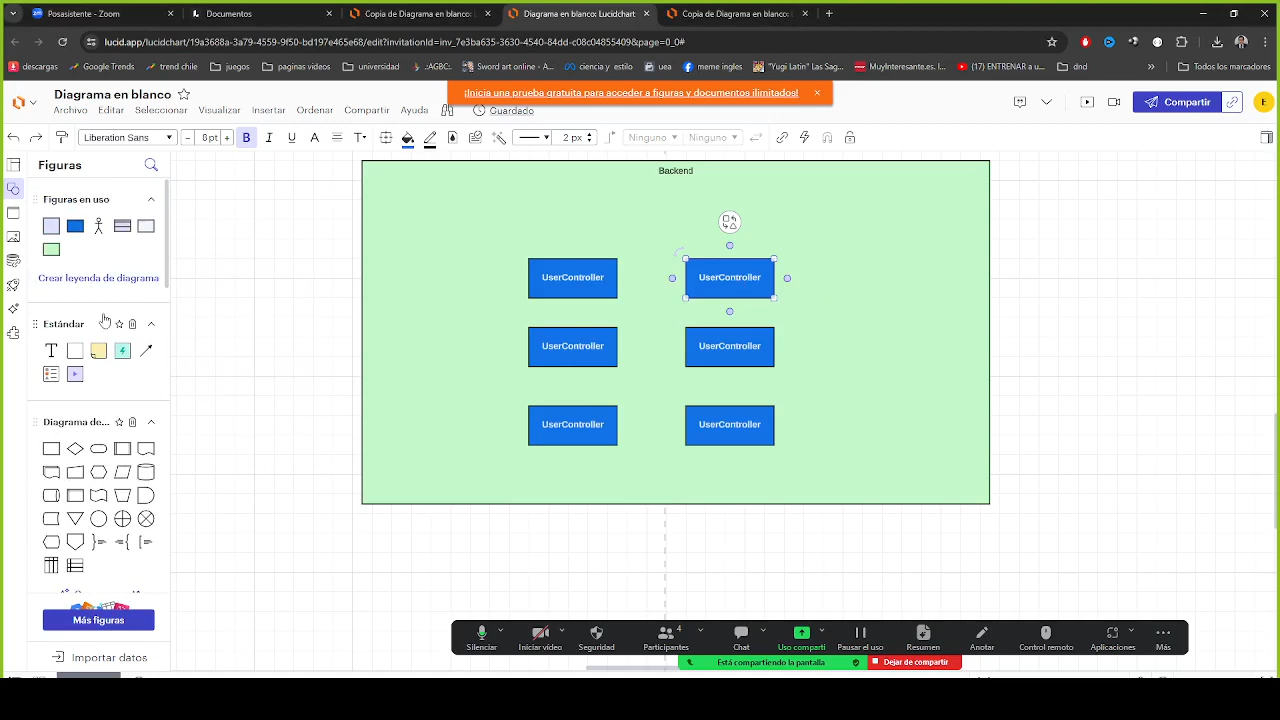 Posasistente - Zoom
Documentos
Copia de Diagrama en blanco:
Diagrama en blanco: Lucidchart
Copia de Diagrama en blanco:
lucid.app/lucidchart/19a3688a-3a79-4559-9f50-bd197e465e68/edit?invitationId=inv_7e3ba635-3630-4540-84dd-c08c04855409&page=0_0#
descargas
Google Trends
trend chile
juegos
paginas videos
universidad
.:AGBC:.
Sword art online - A...
ciencia y estilo
uea
meme ingles
"Yugi Latin" Las Sag...
MuyInteresante.es. I...
(17) ENTRENAR a u...
dnd
Todos los marcadores
Diagrama en blanco
¡Inicia una prueba gratuita para acceder a figuras y documentos ilimitados!
Archivo
Editar
Seleccionar
Visualizar
Insertar
Ordenar
Compartir
Ayuda
Guardado
Compartir
E
Liberation Sans
8 pt
B
I
U
A
T
2 px
Ninguno
Ninguno
Figuras
Figuras en uso
Crear leyenda de diagrama
Estándar
T
Diagrama de...
Más figuras
Importar datos
Backend
UserController
UserController
UserController
UserController
UserController
UserController
Silenciar
Iniciar vídeo
Seguridad
Participantes
4
Chat
Uso comparti
Pausar el uso
Resumen
Anotar
Control remoto
Aplicaciones
Más
Está compartiendo la pantalla
Dejar de compartir